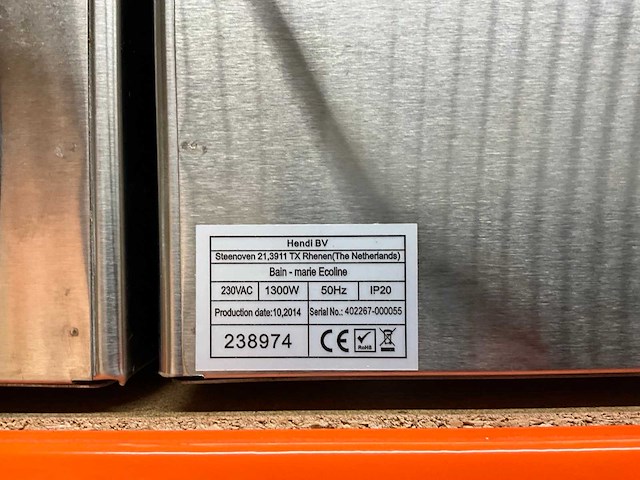 Hendi BV
Steenoven 21,3911 TX Rhenen(The Netherlands)
Bain - marie Ecoline
230VAC 1300W 50Hz IP20
Production date:10,2014 Serial No.: 402267-000055
238974 CE RoHS